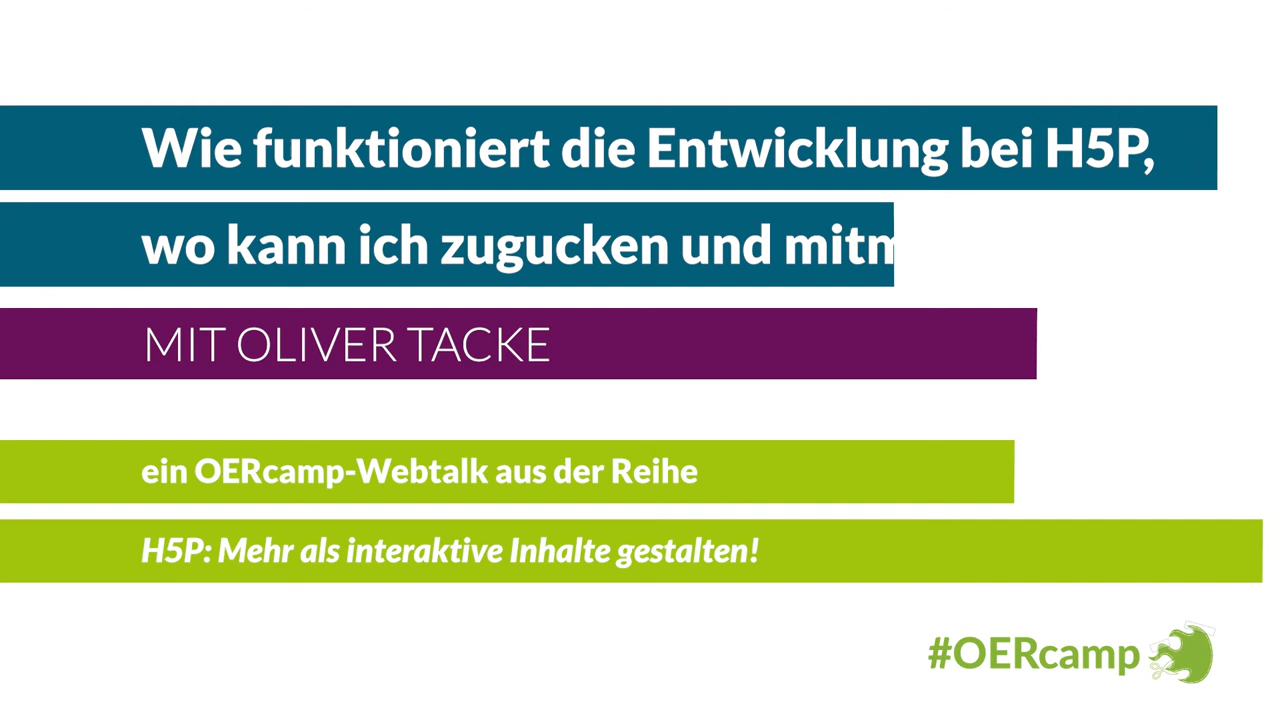 Wie funktioniert die Entwicklung bei H5P,
wo kann ich zugucken und
MIT OLIVER TACKE
ein OERcamp-Webtalk aus der Reihe
H5P: Mehr als interaktive Inhalte gestalten!
#OERcamp